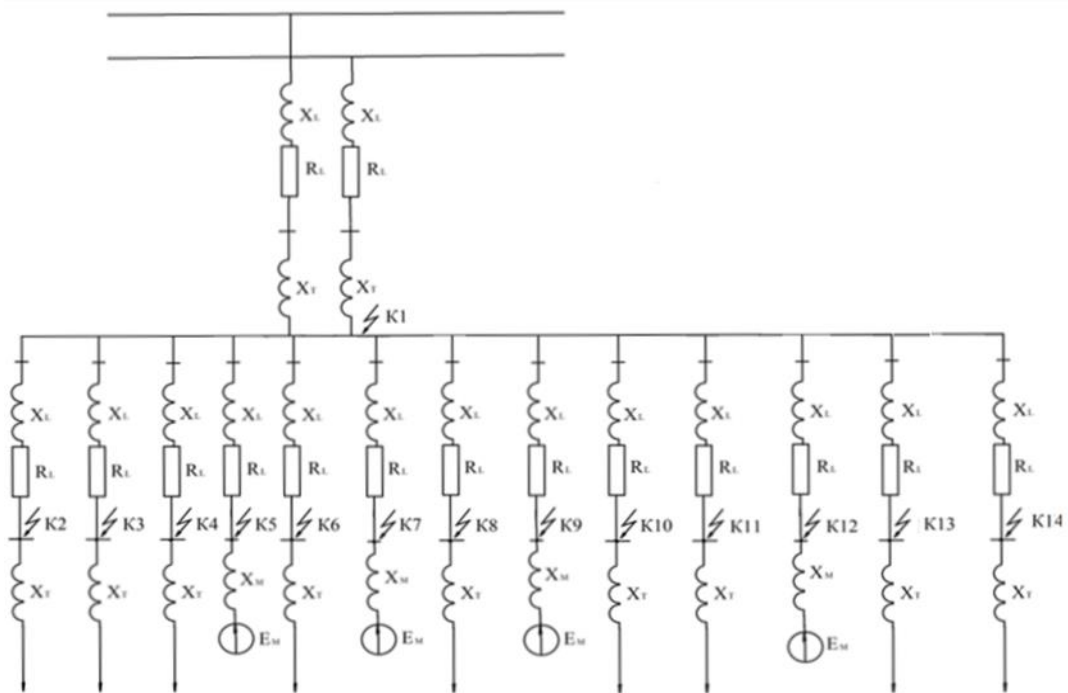 XL XL
RL RL
XT XT
K1
XL XL XL XL XL XL XL XL XL XL XL XL XL
RL RL RL RL RL RL RL RL RL RL RL RL RL
K2 K3 K4 K5 K6 K7 K8 K9 K10 K11 K12 K13 K14
XT XT XT XM XT XM XT XM XT XT XM XT XT
EM EM EM EM